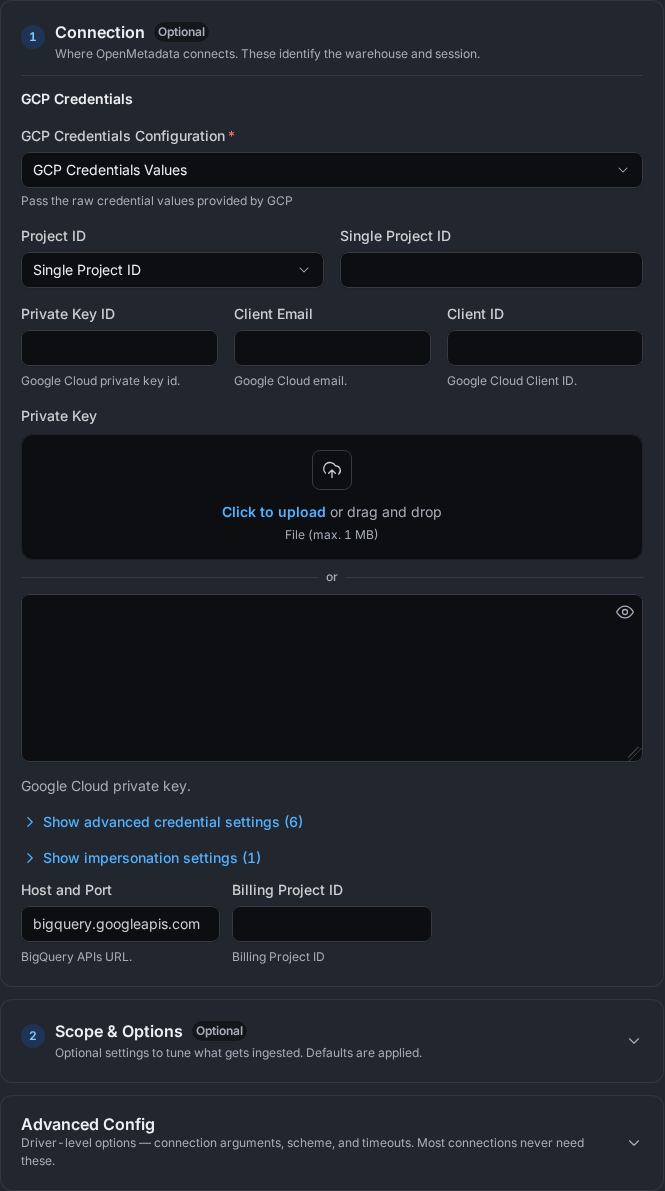 1
Connection Optional
Where OpenMetadata connects. These identify the warehouse and session.
GCP Credentials
GCP Credentials Configuration *
GCP Credentials Values
Pass the raw credential values provided by GCP
Project ID
Single Project ID
Single Project ID
Private Key ID
Client Email
Client ID
Google Cloud private key id.
Google Cloud email.
Google Cloud Client ID.
Private Key
Click to upload or drag and drop
File (max. 1 MB)
or
Google Cloud private key.
Show advanced credential settings (6)
Show impersonation settings (1)
Host and Port
Billing Project ID
bigquery.googleapis.com
BigQuery APIs URL.
Billing Project ID
2
Scope & Options Optional
Optional settings to tune what gets ingested. Defaults are applied.
Advanced Config
Driver-level options — connection arguments, scheme, and timeouts. Most connections never need
these.